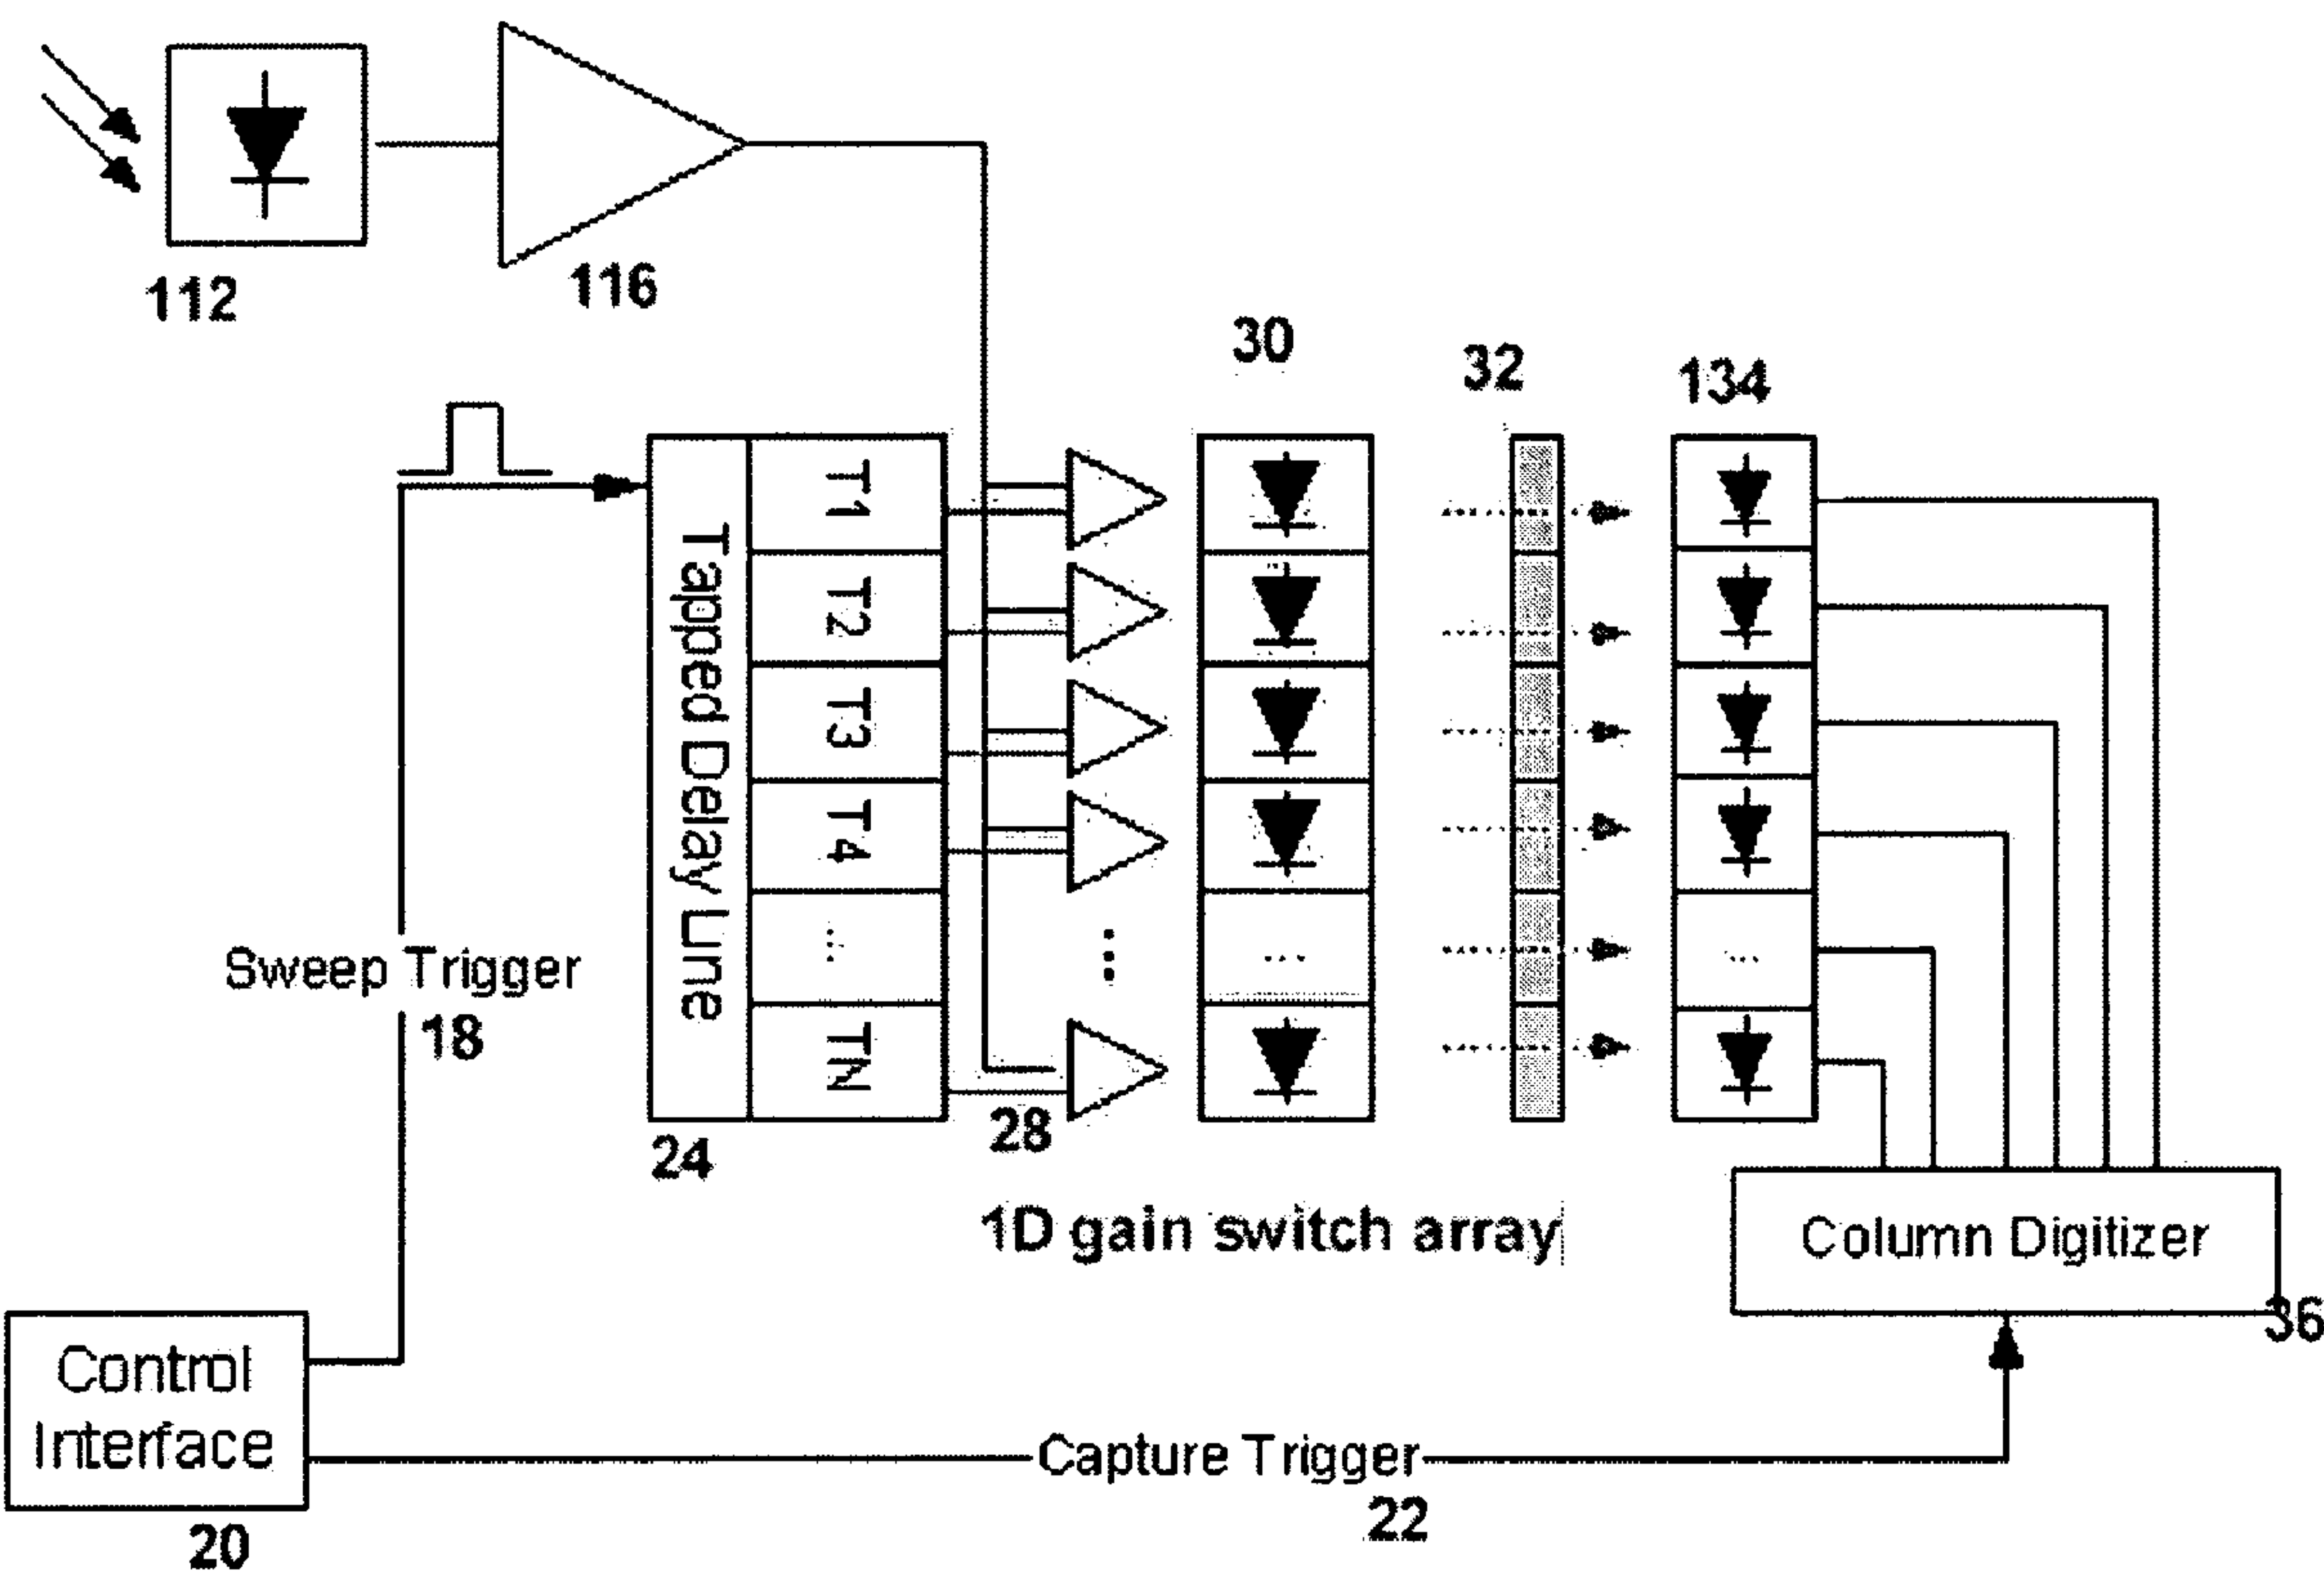 112
116
30
32
134
Tapped Delay Line
T1
T2
T3
T4
...
TN
...
...
...
Sweep Trigger
18
24
28
1D gain switch array
Column Digitizer
36
Control
Interface
20
Capture Trigger
22